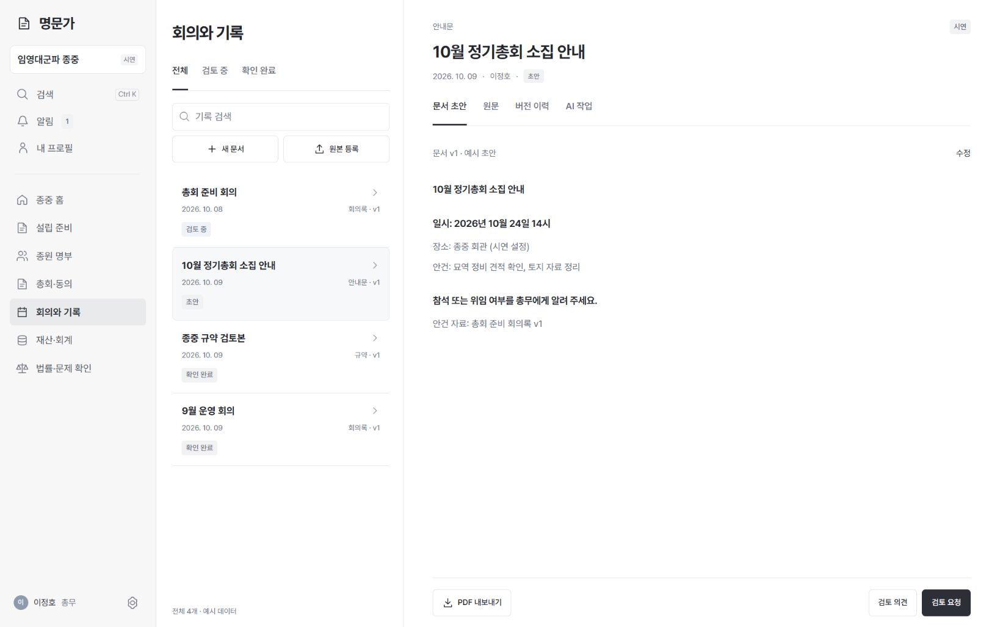 명문가
임영대군파 종중 시연
검색 Ctrl K
알림 1
내 프로필
종중 홈
설립 준비
종원 명부
총회·동의
회의와 기록
재산·회계
법률·문제 확인
이 이정호 총무
회의와 기록
전체 검토 중 확인 완료
기록 검색
새 문서 원본 등록
총회 준비 회의
2026. 10. 08 회의록 · v1
검토 중
10월 정기총회 소집 안내
2026. 10. 09 안내문 · v1
초안
종중 규약 검토본
2026. 10. 09 규약 · v1
확인 완료
9월 운영 회의
2026. 10. 09 회의록 · v1
확인 완료
전체 4개 · 예시 데이터
안내문 시연
10월 정기총회 소집 안내
2026. 10. 09 · 이정호 · 초안
문서 초안 원문 버전 이력 AI 작업
문서 v1 · 예시 초안 수정
10월 정기총회 소집 안내
일시: 2026년 10월 24일 14시
장소: 종중 회관 (시연 설정)
안건: 묘역 정비 견적 확인, 토지 자료 정리
참석 또는 위임 여부를 총무에게 알려 주세요.
안건 자료: 총회 준비 회의록 v1
PDF 내보내기 검토 의견 검토 요청